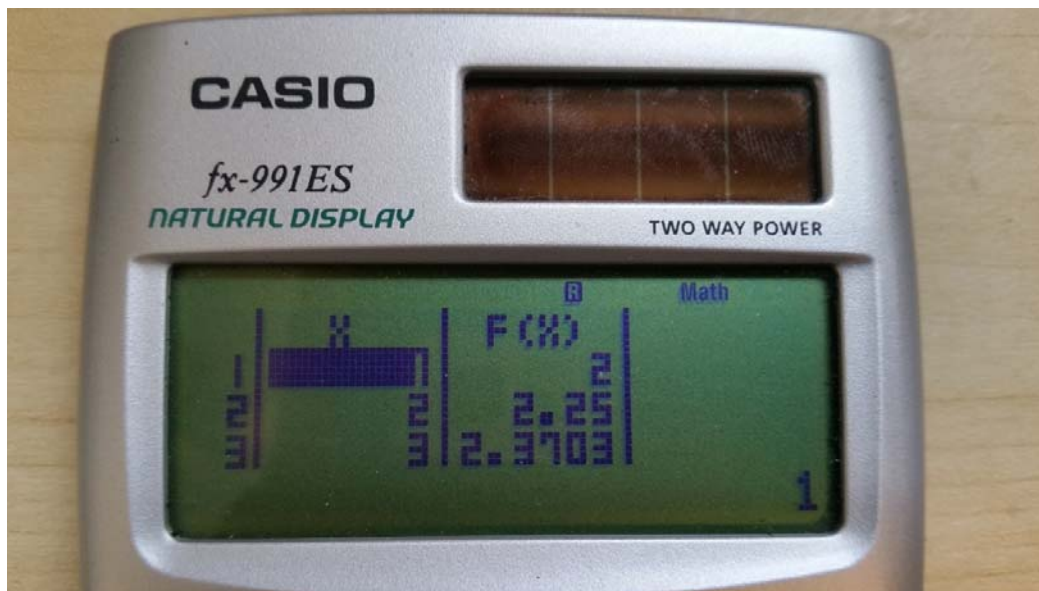 CASIO
fx-991ES
NATURAL DISPLAY
TWO WAY POWER
R Math
X F(X)
1 1 2
2 2 2.25
3 3 2.3703
1